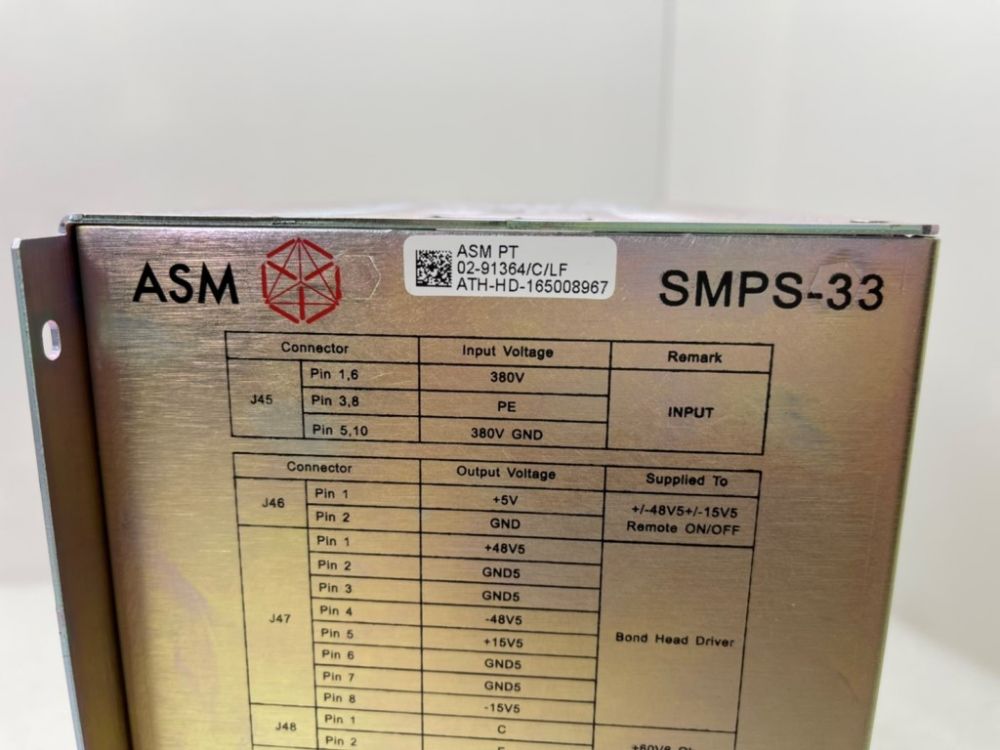 ASM
ASM PT
02-91364/C/LF
ATH-HD-165008967
SMPS-33
Connector Input Voltage Remark
J45 Pin 1,6 380V INPUT
Pin 3,8 PE
Pin 5,10 380V GND
Connector Output Voltage Supplied To
J46 Pin 1 +5V +/-48V5+/-15V5
Pin 2 GND Remote ON/OFF
J47 Pin 1 +48V5 Bond Head Driver
Pin 2 GND5
Pin 3 GND5
Pin 4 -48V5
Pin 5 +15V5
Pin 6 GND5
Pin 7 GND5
Pin 8 -15V5
J48 Pin 1 C
Pin 2